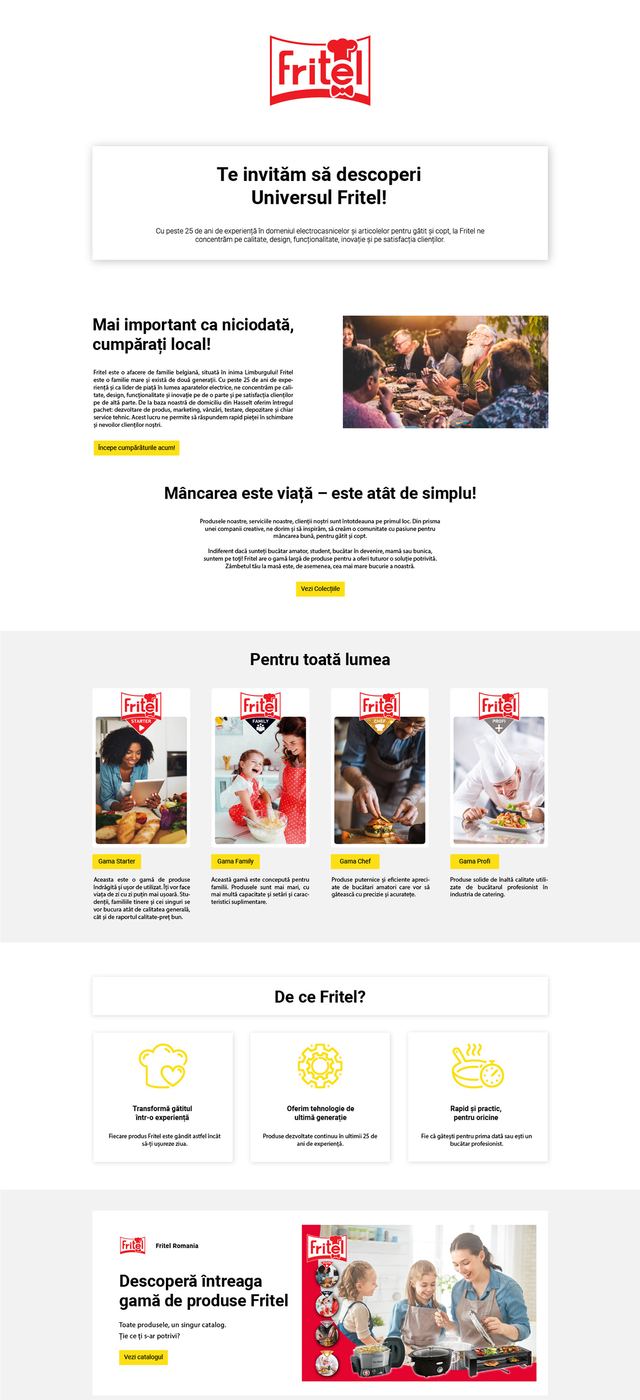 Fritel
Te invităm să descoperi
Universul Fritel!
Cu peste 25 de ani de experiență în domeniul electrocasnicelor și articolelor pentru gătit și copt, la Fritel ne
concentrăm pe calitate, design, funcționalitate, inovație și pe satisfacția clienților.
Mai important ca niciodată,
cumpărați local!
Fritel este o afacere de familie belgiană, situată în inima Limburgului! Fritel
este o familie mare și există de două generații. Cu peste 25 de ani de expe-
riență și ca lider de piață în lumea aparatelor electrice, ne concentrăm pe cali-
tate, design, funcționalitate și inovație pe de o parte și pe satisfacția clienților
pe de altă parte. De la baza noastră de domiciliu din Hasselt oferim întregul
pachet: dezvoltare de produs, marketing, vânzări, testare, depozitare și chiar
service tehnic. Acest lucru ne permite să răspundem rapid pieței în schimbare
și nevoilor clienților noștri.
Începe cumpărăturile acum!
Mâncarea este viață – este atât de simplu!
Produsele noastre, serviciile noastre, clienții noștri sunt întotdeauna pe primul loc. Din prisma
unei companii creative, ne dorim și să inspirăm, să creăm o comunitate cu pasiune pentru
mâncarea bună, pentru gătit și copt.
Indiferent dacă sunteți bucătar amator, student, bucătar în devenire, mamă sau bunica,
suntem pe toți! Fritel are o gamă largă de produse pentru a oferi tuturor o soluție potrivită.
Zâmbetul tău la masă este, de asemenea, cea mai mare bucurie a noastră.
Vezi Colecțiile
Pentru toată lumea
Fritel
STARTER
Fritel
FAMILY
Fritel
CHEF
Fritel
PROFI
Gama Starter
Gama Family
Gama Chef
Gama Profi
Aceasta este o gamă de produse
îndrăgită și ușor de utilizat. Îți vor face
viața de zi cu zi puțin mai ușoară. Stu-
denții, familiile tinere și cei singuri se
vor bucura atât de calitatea generală,
cât și de raportul calitate-preț bun.
Această gamă este concepută pentru
familii. Produsele sunt mai mari, cu
mai multă capacitate și setări și carac-
teristici suplimentare.
Produse puternice și eficiente apreci-
ate de bucătari amatori care vor să
gătească cu precizie și acuratețe.
Produse solide de înaltă calitate utili-
zate de bucătarul profesionist în
industria de catering.
De ce Fritel?
Transformă gătitul
într-o experiență
Fiecare produs Fritel este gândit astfel încât
să-ți ușureze ziua.
Oferim tehnologie de
ultimă generație
Produse dezvoltate continuu în ultimii 25 de
ani de experiență.
Rapid și practic,
pentru oricine
Fie că gătești pentru prima dată sau ești un
bucătar profesionist.
Fritel
Fritel Romania
Descoperă întreaga
gamă de produse Fritel
Toate produsele, un singur catalog.
Ție ce ți s-ar potrivi?
Vezi catalogul
Fritel